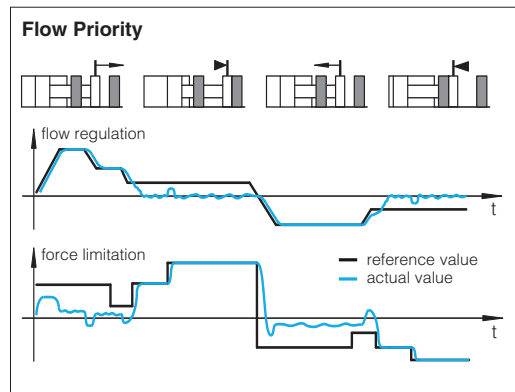 Flow Priority
flow regulation
t
force limitation
reference value
actual value
t